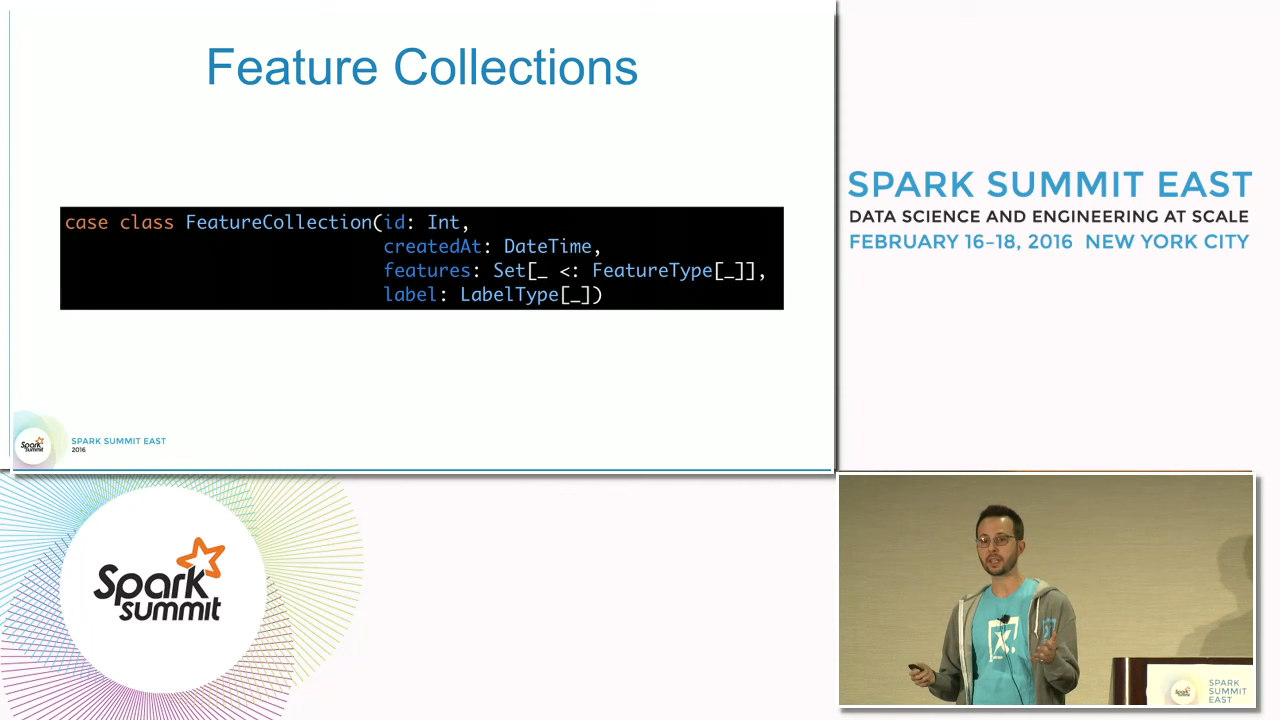 Feature Collections
case class FeatureCollection(id: Int,
createdAt: DateTime,
features: Set[_ <: FeatureType[_]],
label: LabelType[_])
Spark Summit
SPARK SUMMIT EAST
2016
SPARK SUMMIT EAST
DATA SCIENCE AND ENGINEERING AT SCALE
FEBRUARY 16–18, 2016 NEW YORK CITY
Spark
Summit
SPARK
SUMMIT
EAST